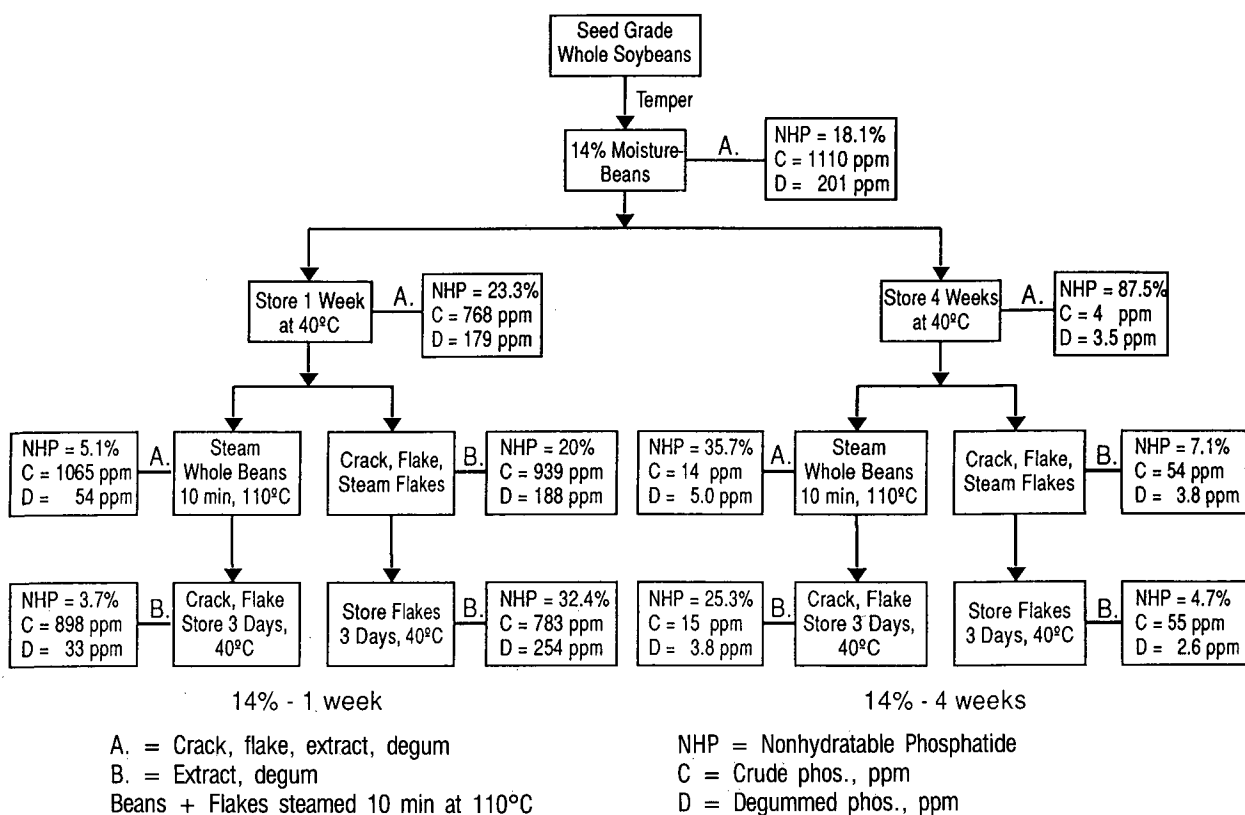 Seed Grade
Whole Soybeans
Temper
14% Moisture-
Beans
A.
NHP = 18.1%
C = 1110 ppm
D = 201 ppm
Store 1 Week
at 40ºC
A.
NHP = 23.3%
C = 768 ppm
D = 179 ppm
Store 4 Weeks
at 40ºC
A.
NHP = 87.5%
C = 4 ppm
D = 3.5 ppm
NHP = 5.1%
C = 1065 ppm
D = 54 ppm
A.
Steam
Whole Beans
10 min, 110ºC
Crack, Flake,
Steam Flakes
B.
NHP = 20%
C = 939 ppm
D = 188 ppm
NHP = 35.7%
C = 14 ppm
D = 5.0 ppm
A.
Steam
Whole Beans
10 min, 110ºC
Crack, Flake,
Steam Flakes
B.
NHP = 7.1%
C = 54 ppm
D = 3.8 ppm
NHP = 3.7%
C = 898 ppm
D = 33 ppm
B.
Crack, Flake
Store 3 Days,
40ºC
Store Flakes
3 Days, 40ºC
B.
NHP = 32.4%
C = 783 ppm
D = 254 ppm
NHP = 25.3%
C = 15 ppm
D = 3.8 ppm
B.
Crack, Flake
Store 3 Days,
40ºC
Store Flakes
3 Days, 40ºC
B.
NHP = 4.7%
C = 55 ppm
D = 2.6 ppm
14% - 1 week
14% - 4 weeks
A. = Crack, flake, extract, degum
B. = Extract, degum
Beans + Flakes steamed 10 min at 110°C
NHP = Nonhydratable Phosphatide
C = Crude phos., ppm
D = Degummed phos., ppm